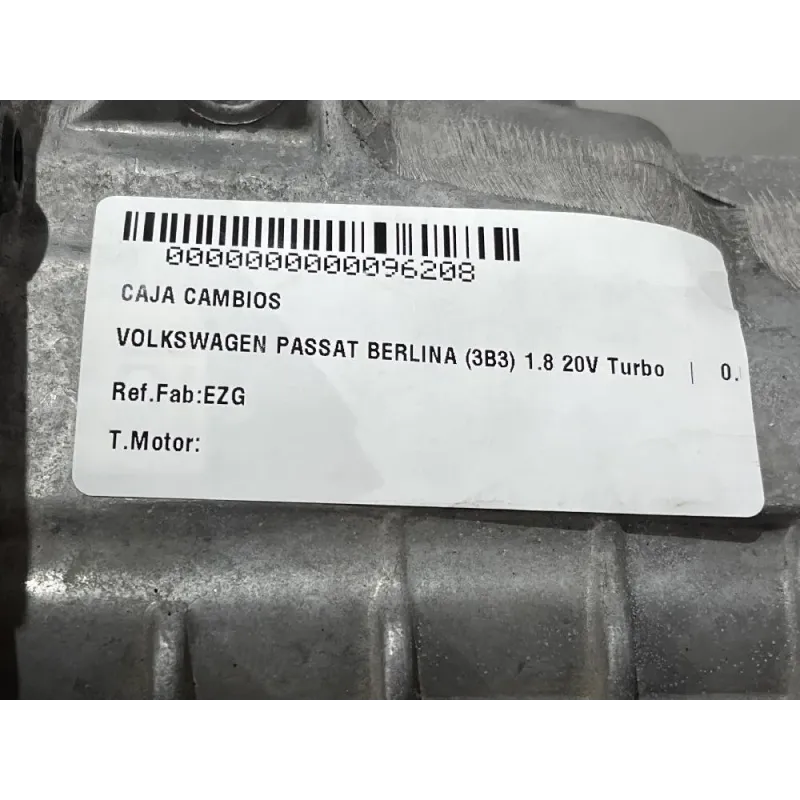 0000000000096208
CAJA CAMBIOS
VOLKSWAGEN PASSAT BERLINA (3B3) 1.8 20V Turbo | 0.
Ref.Fab:EZG
T.Motor: